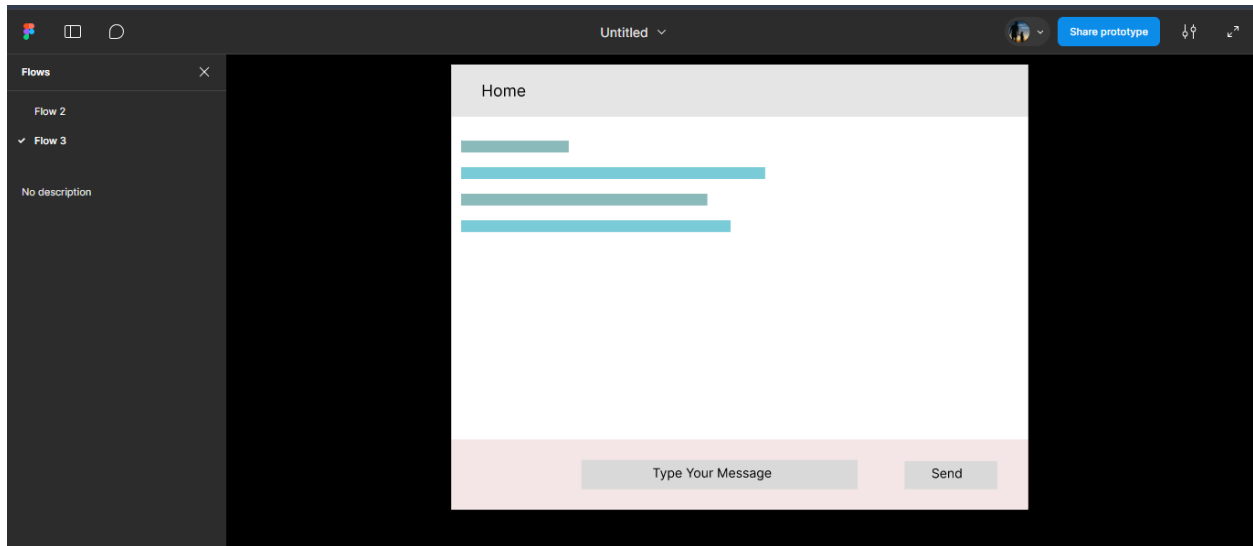 Untitled
Share prototype
Flows
Flow 2
Flow 3
No description
Home
Type Your Message
Send